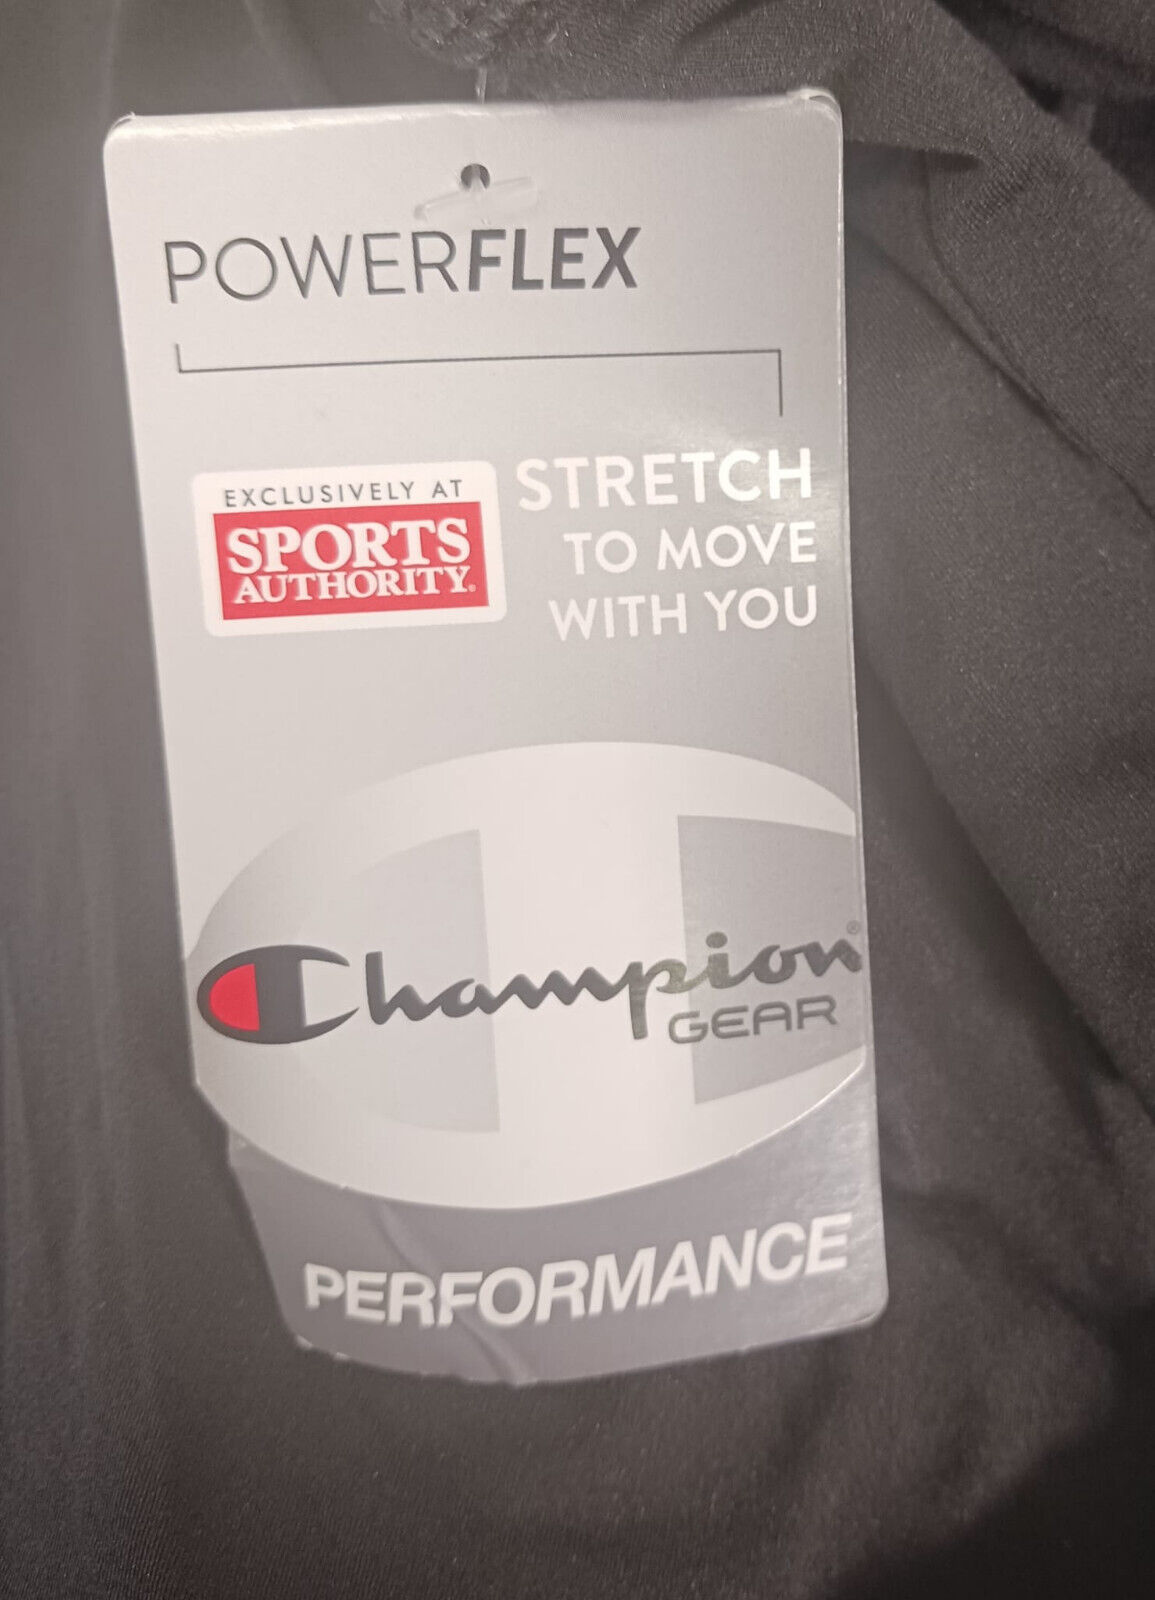 POWERFLEX
EXCLUSIVELY AT
SPORTS
AUTHORITY®
STRETCH
TO MOVE
WITH YOU
Champion®
GEAR
PERFORMANCE